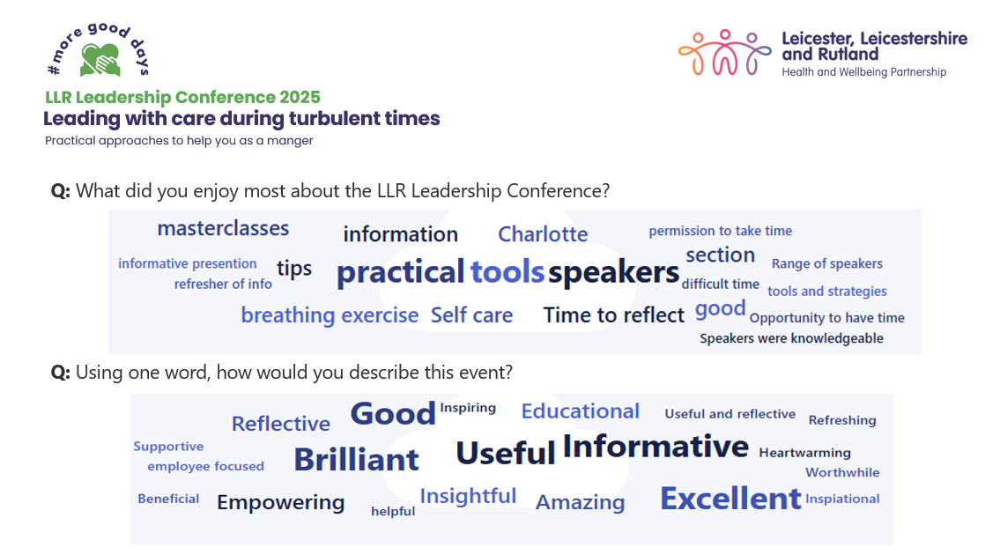 #more good days
Leicester, Leicestershire
and Rutland
Health and Wellbeing Partnership
LLR Leadership Conference 2025
Leading with care during turbulent times
Practical approaches to help you as a manger
Q: What did you enjoy most about the LLR Leadership Conference?
masterclasses
information
Charlotte
permission to take time
section
informative presention
tips
practical
tools
speakers
Range of speakers
refresher of info
difficult time
tools and strategies
breathing exercise
Self care
Time to reflect
good
Opportunity to have time
Speakers were knowledgeable
Q: Using one word, how would you describe this event?
Reflective
Good
Inspiring
Educational
Useful and reflective
Refreshing
Supportive
employee focused
Brilliant
Useful
Informative
Heartwarming
Worthwhile
Beneficial
Empowering
helpful
Insightful
Amazing
Excellent
Inspiational